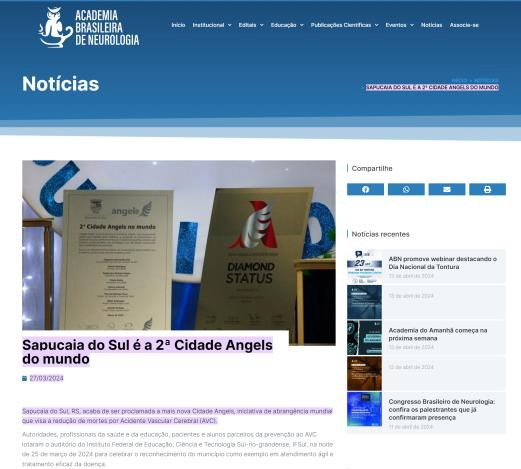 ACADEMIA
BRASILEIRA
DE NEUROLOGIA
Início Institucional Editais Educação Publicações Científicas Eventos Notícias Associe-se
Notícias
INÍCIO » NOTÍCIAS
SAPUCAIA DO SUL É A 2ª CIDADE ANGELS DO MUNDO
angels
2ª Cidade Angels no mundo
DIAMOND
STATUS
Sapucaia do Sul é a 2ª Cidade Angels
do mundo
27/03/2024
Sapucaia do Sul, RS, acaba de ser proclamada a mais nova Cidade Angels, iniciativa de abrangência mundial
que visa a redução de mortes por Acidente Vascular Cerebral (AVC).
Autoridades, profissionais da saúde e da educação, pacientes e alunos parceiros da prevenção ao AVC
lotaram o auditório do Instituto Federal de Educação, Ciência e Tecnologia Sul-rio-grandense, IFSul, na noite
de 25 de março de 2024 para celebrar o reconhecimento do município como exemplo em atendimento ágil e
tratamento eficaz da doença.
Compartilhe
Notícias recentes
ABN promove webinar destacando o
Dia Nacional da Tontura
15 de abril de 2024
13 de abril de 2024
Academia do Amanhã começa na
próxima semana
12 de abril de 2024
12 de abril de 2024
Congresso Brasileiro de Neurologia:
confira os palestrantes que já
confirmaram presença
11 de abril de 2024